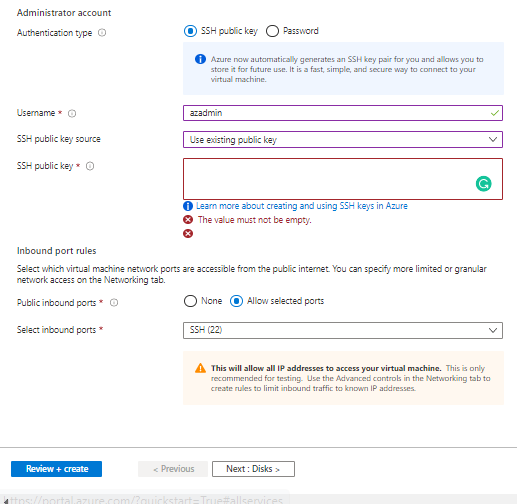 Administrator account
Authentication type
SSH public key
Password
Azure now automatically generates an SSH key pair for you and allows you to
store it for future use. It is a fast, simple, and secure way to connect to your
virtual machine.
Username *
azadmin
SSH public key source
Use existing public key
SSH public key *
Learn more about creating and using SSH keys in Azure
The value must not be empty.
Inbound port rules
Select which virtual machine network ports are accessible from the public internet. You can specify more limited or granular
network access on the Networking tab.
Public inbound ports *
None
Allow selected ports
Select inbound ports *
SSH (22)
This will allow all IP addresses to access your virtual machine. This is only
recommended for testing. Use the Advanced controls in the Networking tab to
create rules to limit inbound traffic to known IP addresses.
Review + create
< Previous
Next : Disks >
https://portal.azure.com/?quickstart=True#allservices